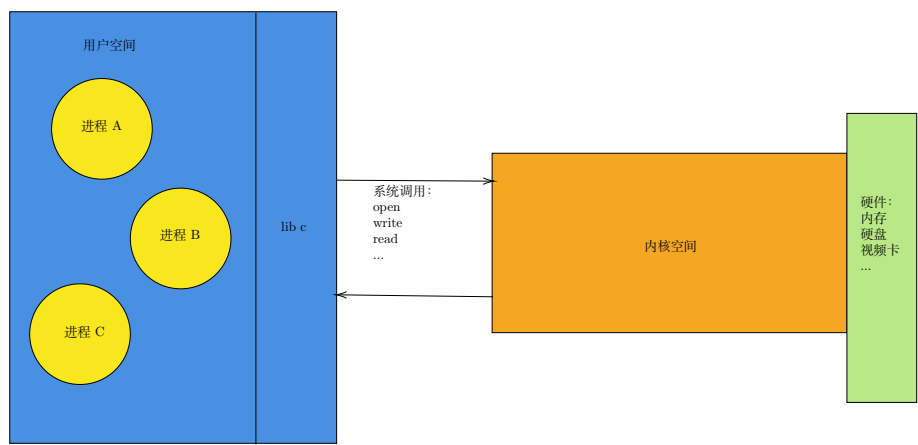 用户空间
进程 A
进程 B
进程 C
lib c
系统调用:
open
write
read
...
内核空间
硬件:
内存
硬盘
视频卡
...